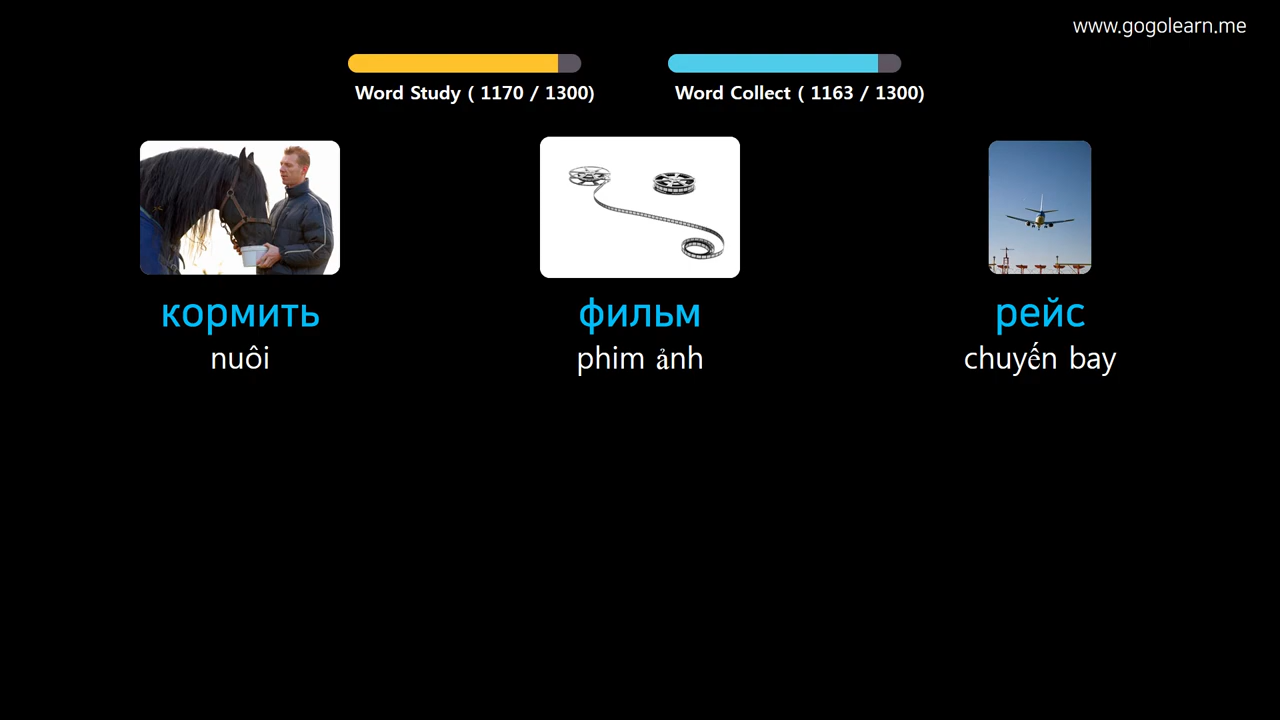 www.gogolearn.me
Word Study ( 1170 / 1300)
Word Collect ( 1163 / 1300)
кормить
nuôi
фильм
phim ảnh
рейс
chuyến bay